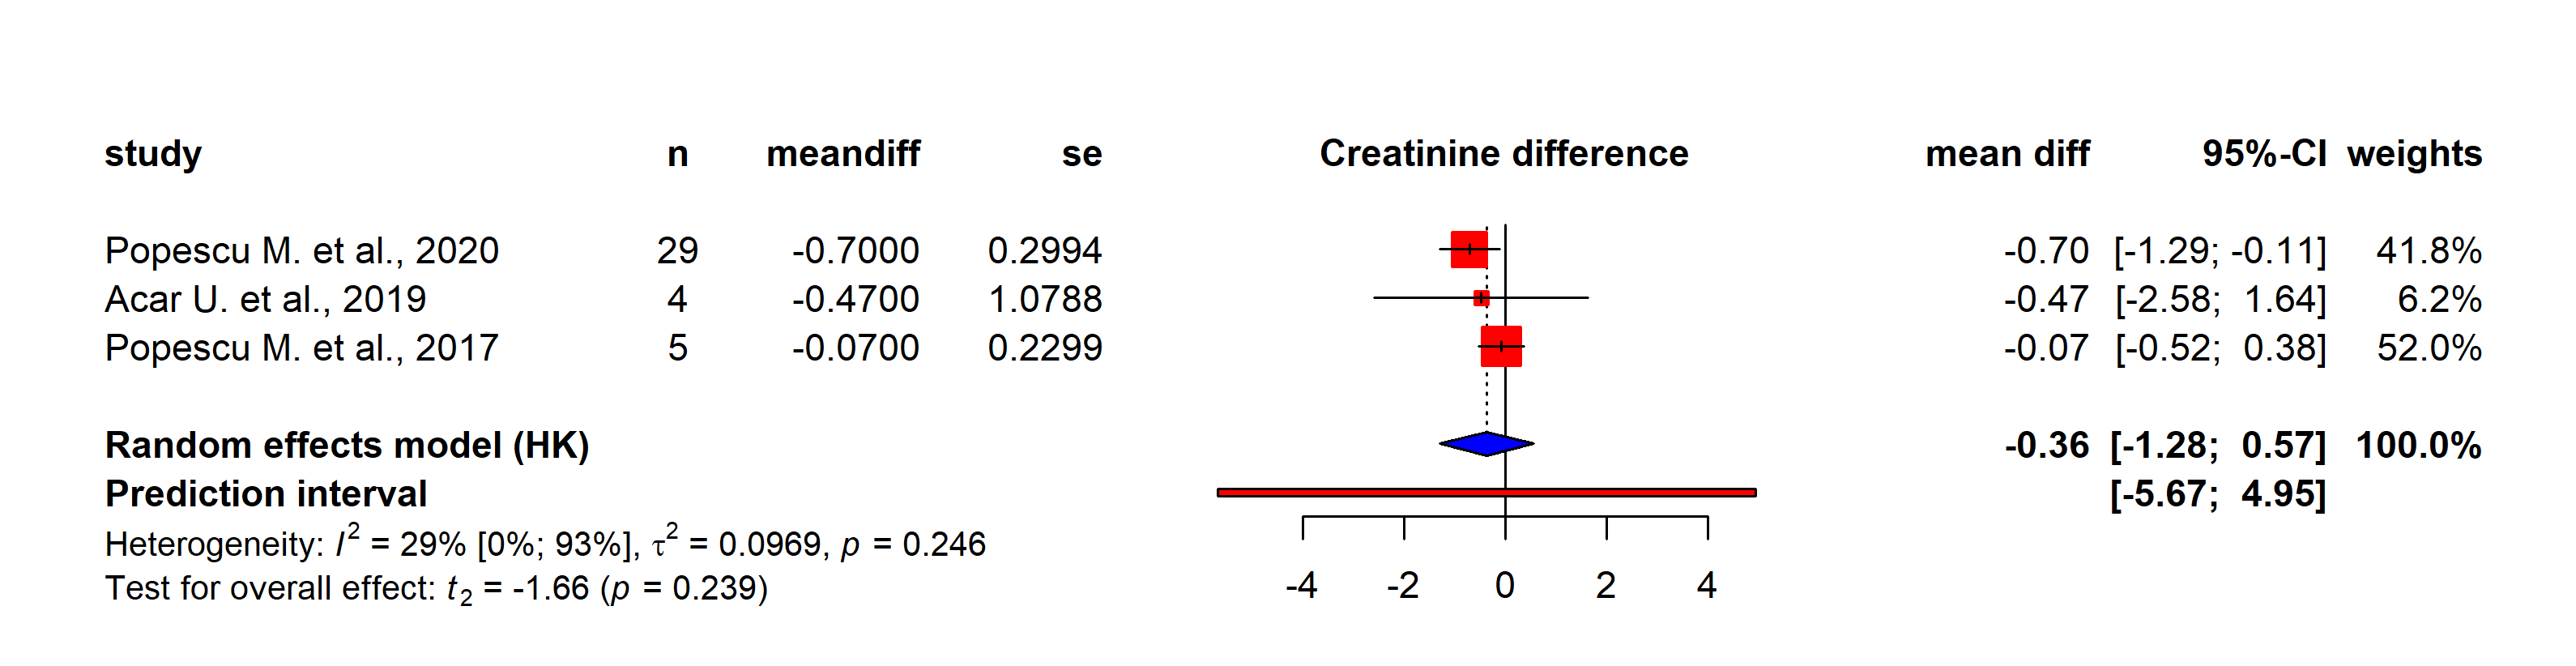 study n meandiff se Creatinine difference mean diff 95%-CI weights
Popescu M. et al., 2020 29 -0.7000 0.2994 -0.70 [-1.29; -0.11] 41.8%
Acar U. et al., 2019 4 -0.4700 1.0788 -0.47 [-2.58; 1.64] 6.2%
Popescu M. et al., 2017 5 -0.0700 0.2299 -0.07 [-0.52; 0.38] 52.0%
Random effects model (HK) -0.36 [-1.28; 0.57] 100.0%
Prediction interval [-5.67; 4.95]
Heterogeneity: I² = 29% [0%; 93%], τ² = 0.0969, p = 0.246
Test for overall effect: t₂ = -1.66 (p = 0.239)
-4 -2 0 2 4